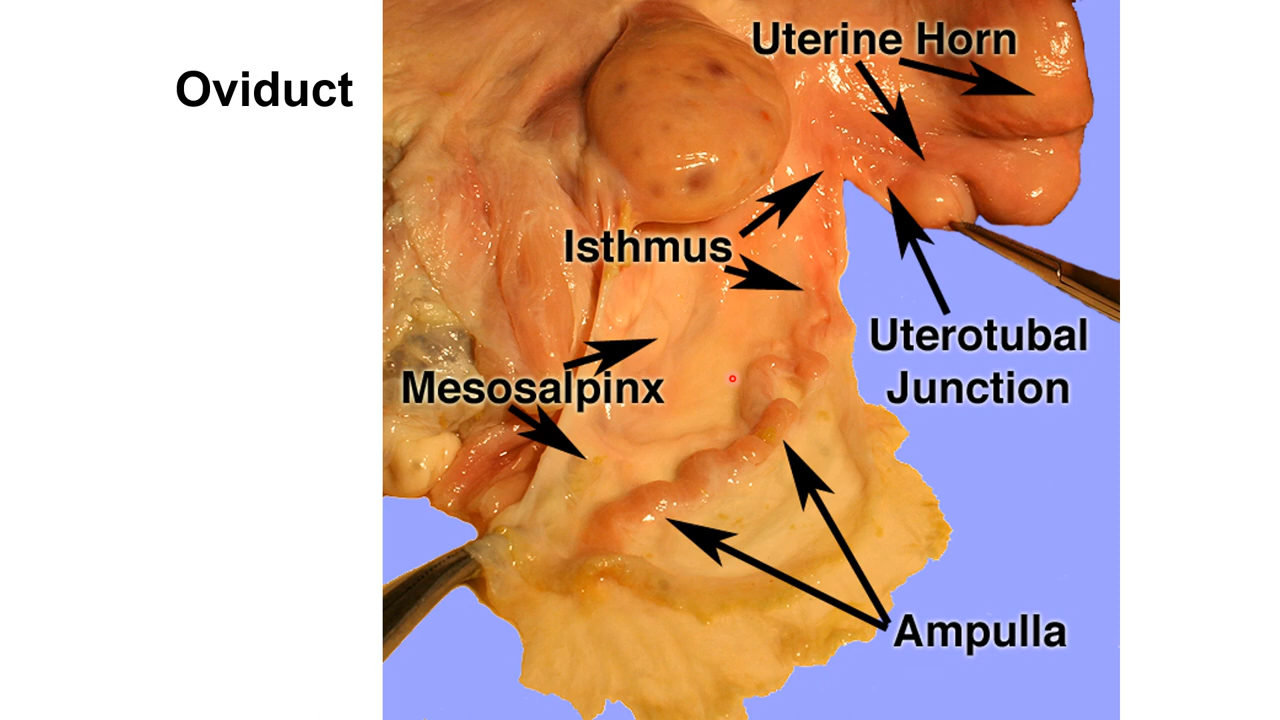 Oviduct
Uterine Horn
Isthmus
Uterotubal
Junction
Mesosalpinx
Ampulla